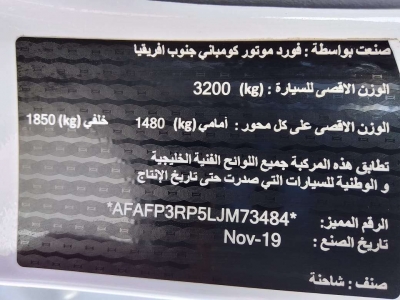 صنعت بواسطة : فورد موتور كومباني جنوب افريقيا
الوزن الاقصى للسيارة : 3200 (kg)
الوزن الاقصى على كل محور : أمامي 1480 (kg) خلفي 1850 (kg)
تطابق هذه المركبة جميع اللوائح الفنية الخليجية
و الوطنية للسيارات التي صدرت حتى تاريخ الإنتاج
الرقم المميز : *AFAFP3RP5LJM73484*
تاريخ الصنع : Nov-19
صنف : شاحنة